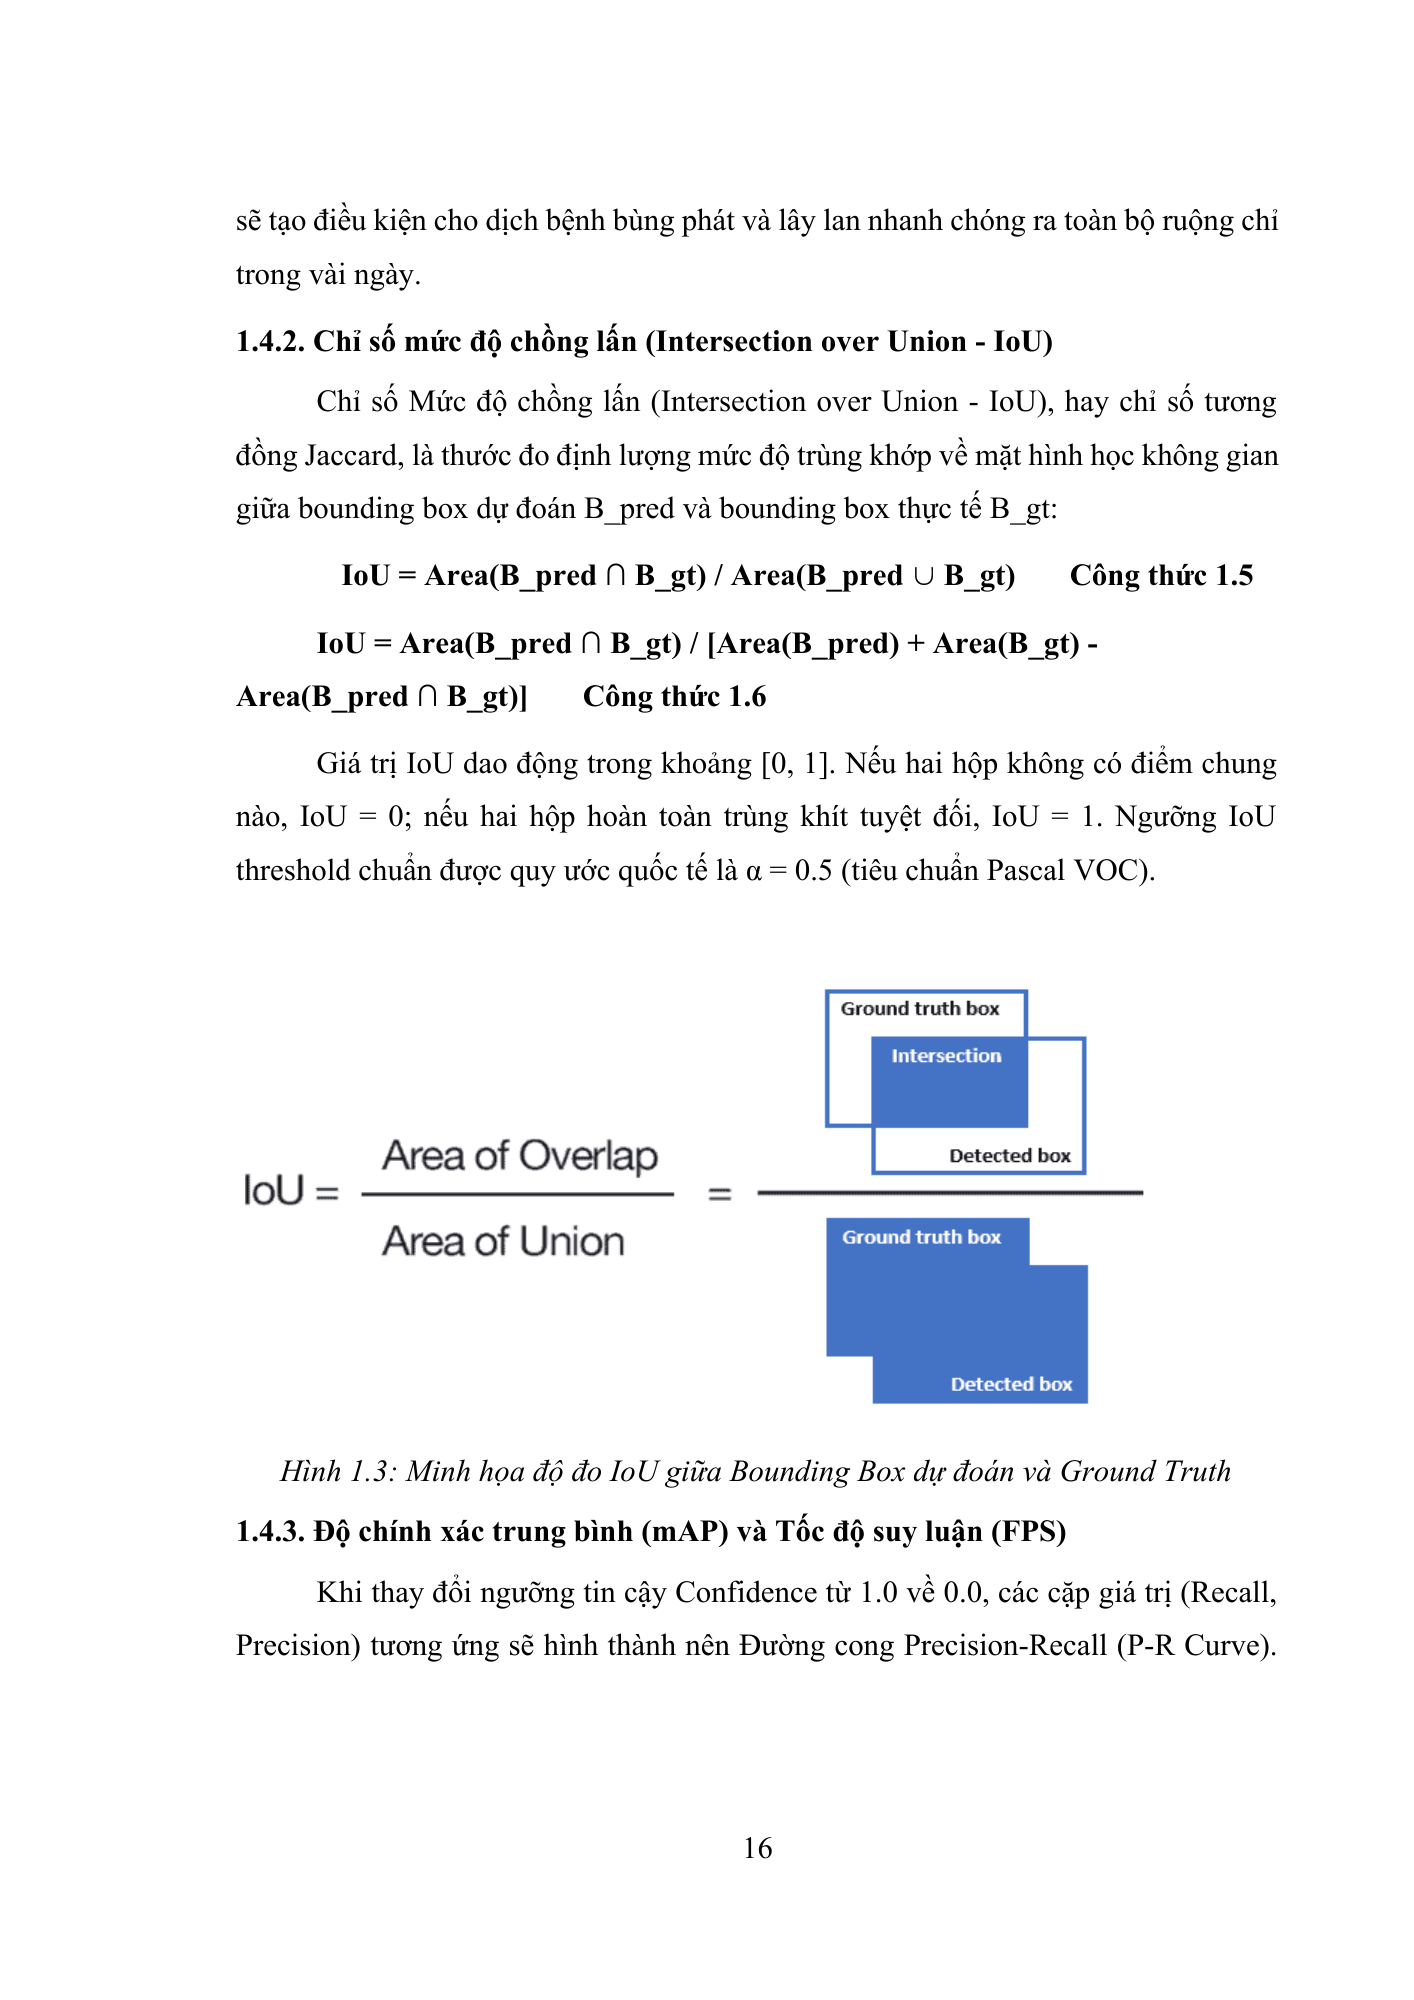 sẽ tạo điều kiện cho dịch bệnh bùng phát và lây lan nhanh chóng ra toàn bộ ruộng chỉ
trong vài ngày.
1.4.2. Chỉ số mức độ chồng lấn (Intersection over Union - IoU)
Chỉ số Mức độ chồng lấn (Intersection over Union - IoU), hay chỉ số tương
đồng Jaccard, là thước đo định lượng mức độ trùng khớp về mặt hình học không gian
giữa bounding box dự đoán B_pred và bounding box thực tế B_gt:
IoU = Area(B_pred ∩ B_gt) / Area(B_pred ∪ B_gt) Công thức 1.5
IoU = Area(B_pred ∩ B_gt) / [Area(B_pred) + Area(B_gt) -
Area(B_pred ∩ B_gt)] Công thức 1.6
Giá trị IoU dao động trong khoảng [0, 1]. Nếu hai hộp không có điểm chung
nào, IoU = 0; nếu hai hộp hoàn toàn trùng khít tuyệt đối, IoU = 1. Ngưỡng IoU
threshold chuẩn được quy ước quốc tế là α = 0.5 (tiêu chuẩn Pascal VOC).
Ground truth box
Intersection
Detected box
Area of Overlap
IoU = =
Area of Union
Ground truth box
Detected box
Hình 1.3: Minh họa độ đo IoU giữa Bounding Box dự đoán và Ground Truth
1.4.3. Độ chính xác trung bình (mAP) và Tốc độ suy luận (FPS)
Khi thay đổi ngưỡng tin cậy Confidence từ 1.0 về 0.0, các cặp giá trị (Recall,
Precision) tương ứng sẽ hình thành nên Đường cong Precision-Recall (P-R Curve).
16